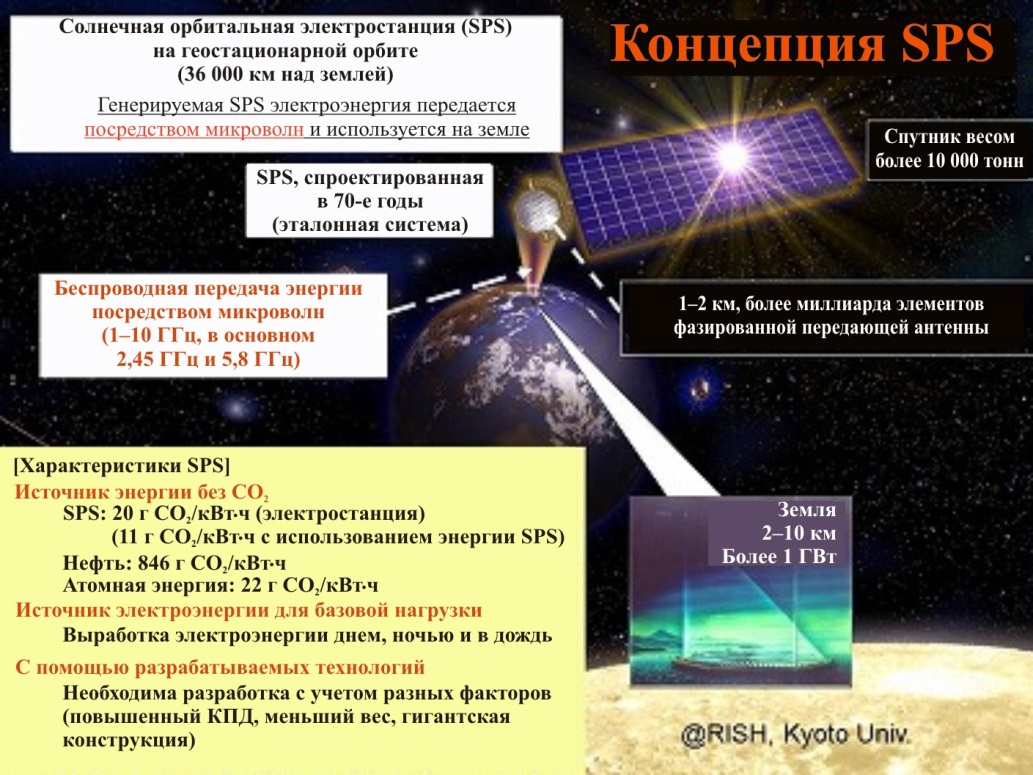 Солнечная орбитальная электростанция (SPS)
на геостационарной орбите
(36 000 км над землей)
Генерируемая SPS электроэнергия передается
посредством микроволн и используется на земле
Концепция SPS
Спутник весом
более 10 000 тонн
SPS, спроектированная
в 70-е годы
(эталонная система)
Беспроводная передача энергии
посредством микроволн
(1–10 ГГц, в основном
2,45 ГГц и 5,8 ГГц)
1–2 км, более миллиарда элементов
фазированной передающей антенны
[Характеристики SPS]
Источник энергии без CO₂
SPS: 20 г CO₂/кВт·ч (электростанция)
(11 г CO₂/кВт·ч с использованием энергии SPS)
Нефть: 846 г CO₂/кВт·ч
Атомная энергия: 22 г CO₂/кВт·ч
Источник электроэнергии для базовой нагрузки
Выработка электроэнергии днем, ночью и в дождь
С помощью разрабатываемых технологий
Необходима разработка с учетом разных факторов
(повышенный КПД, меньший вес, гигантская
конструкция)
Земля
2–10 км
Более 1 ГВт
@RISH, Kyoto Univ.